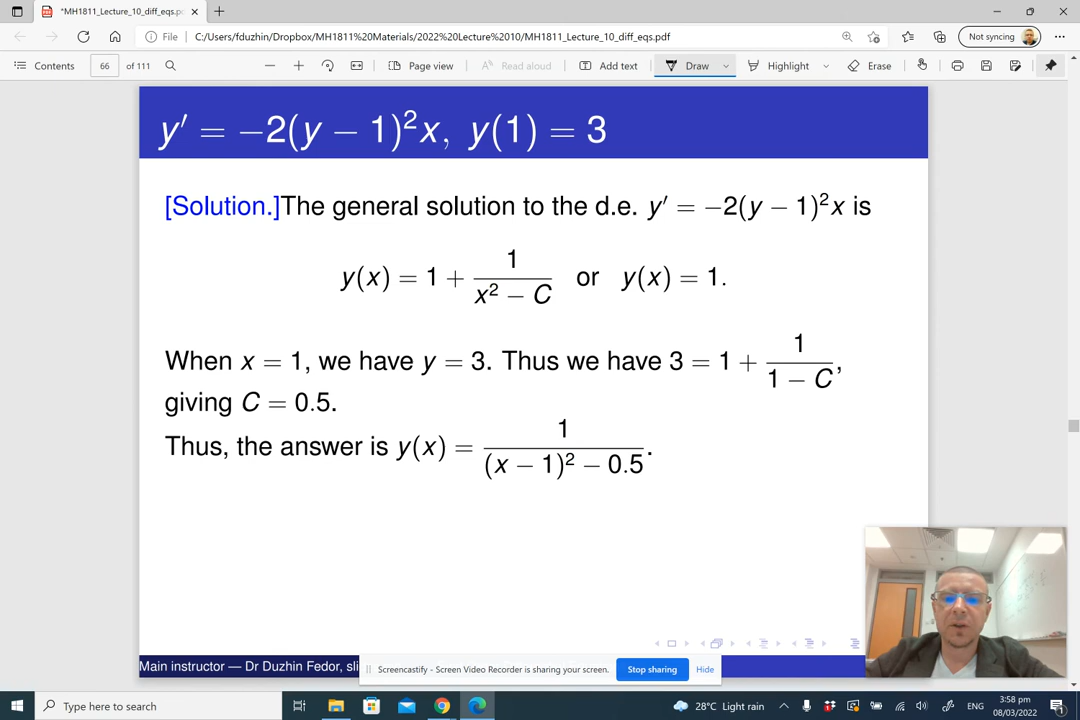 *MH1811_Lecture_10_diff_eqs.pd
File C:/Users/fduzhin/Dropbox/MH1811%20Materials/2022%20Lecture%2010/MH1811_Lecture_10_diff_eqs.pdf Not syncing
Contents 66 of 111 Page view Read aloud Add text Draw Highlight Erase
y′ = −2(y − 1)²x, y(1) = 3
[Solution.]The general solution to the d.e. y′ = −2(y − 1)²x is
y(x) = 1 + 1/(x² − C) or y(x) = 1.
When x = 1, we have y = 3. Thus we have 3 = 1 + 1/(1 − C),
giving C = 0.5.
Thus, the answer is y(x) = 1/((x − 1)² − 0.5).
Main instructor — Dr Duzhin Fedor, sli
Screencastify - Screen Video Recorder is sharing your screen. Stop sharing Hide
Type here to search
28°C Light rain
ENG
3:58 pm
08/03/2022